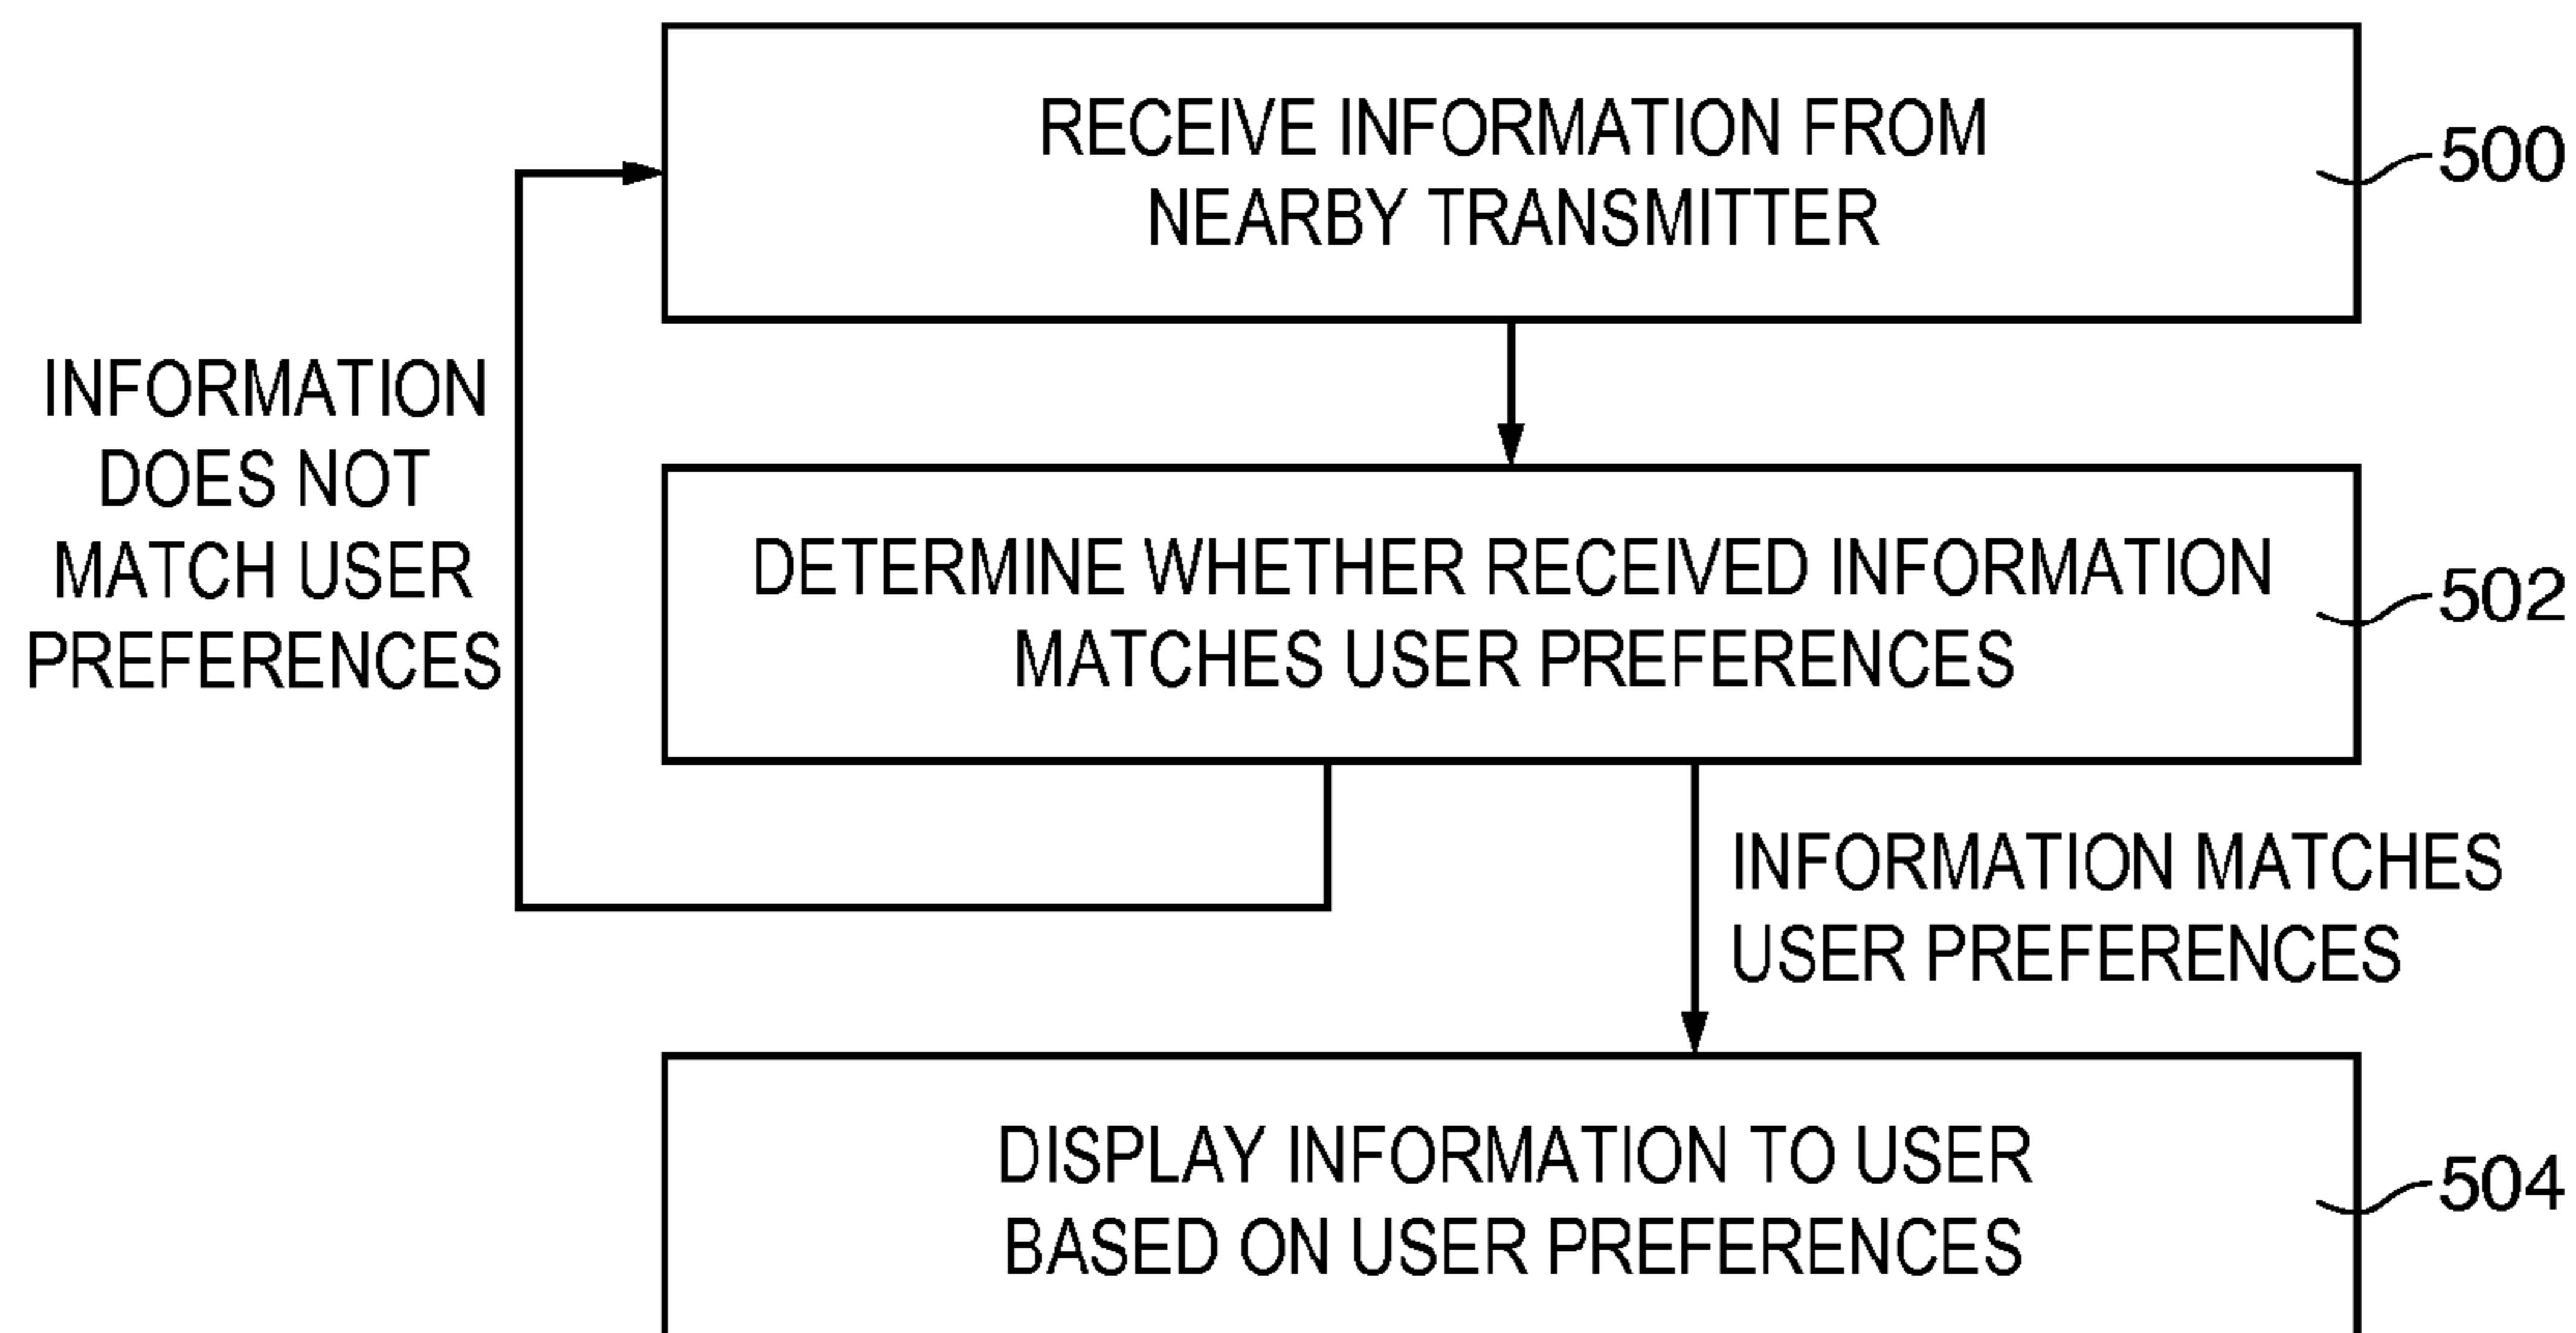 RECEIVE INFORMATION FROM
NEARBY TRANSMITTER
500
INFORMATION
DOES NOT
MATCH USER
PREFERENCES
DETERMINE WHETHER RECEIVED INFORMATION
MATCHES USER PREFERENCES
502
INFORMATION MATCHES
USER PREFERENCES
DISPLAY INFORMATION TO USER
BASED ON USER PREFERENCES
504